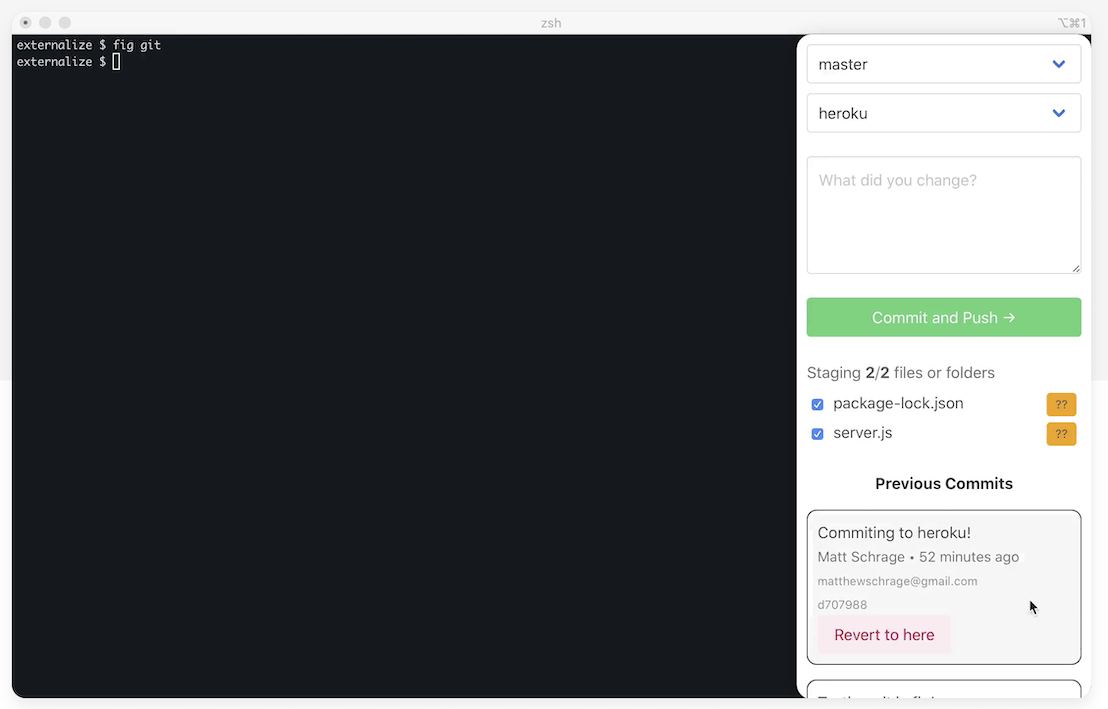 zsh
⌥⌘1
externalize $ fig git
externalize $
master
heroku
What did you change?
Commit and Push →
Staging 2/2 files or folders
package-lock.json ??
server.js ??
Previous Commits
Commiting to heroku!
Matt Schrage • 52 minutes ago
matthewschrage@gmail.com
d707988
Revert to here